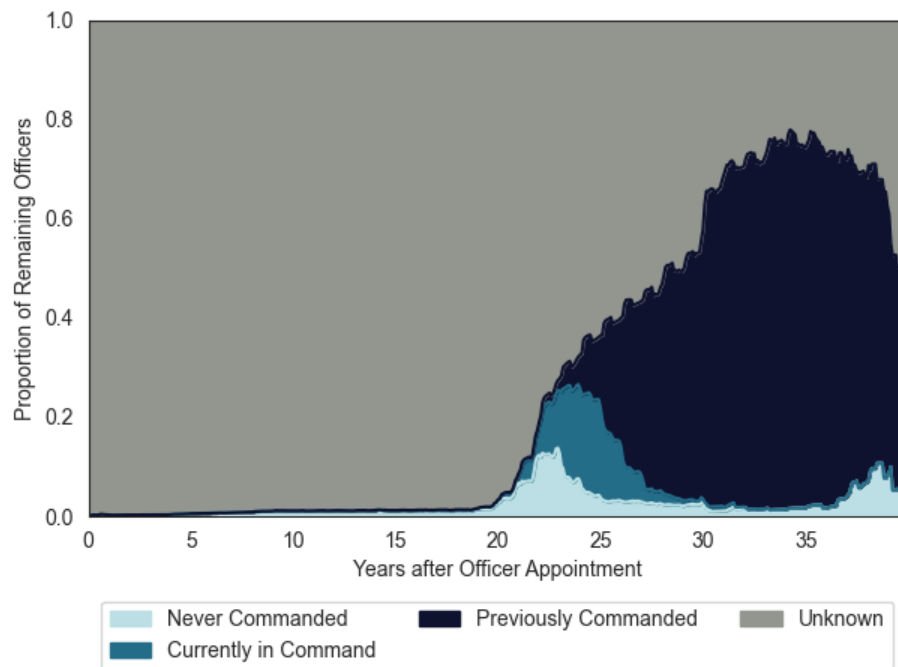 1.0
0.8
0.6
0.4
0.2
0.0
Proportion of Remaining Officers
0 5 10 15 20 25 30 35
Years after Officer Appointment
Never Commanded Previously Commanded Unknown
Currently in Command